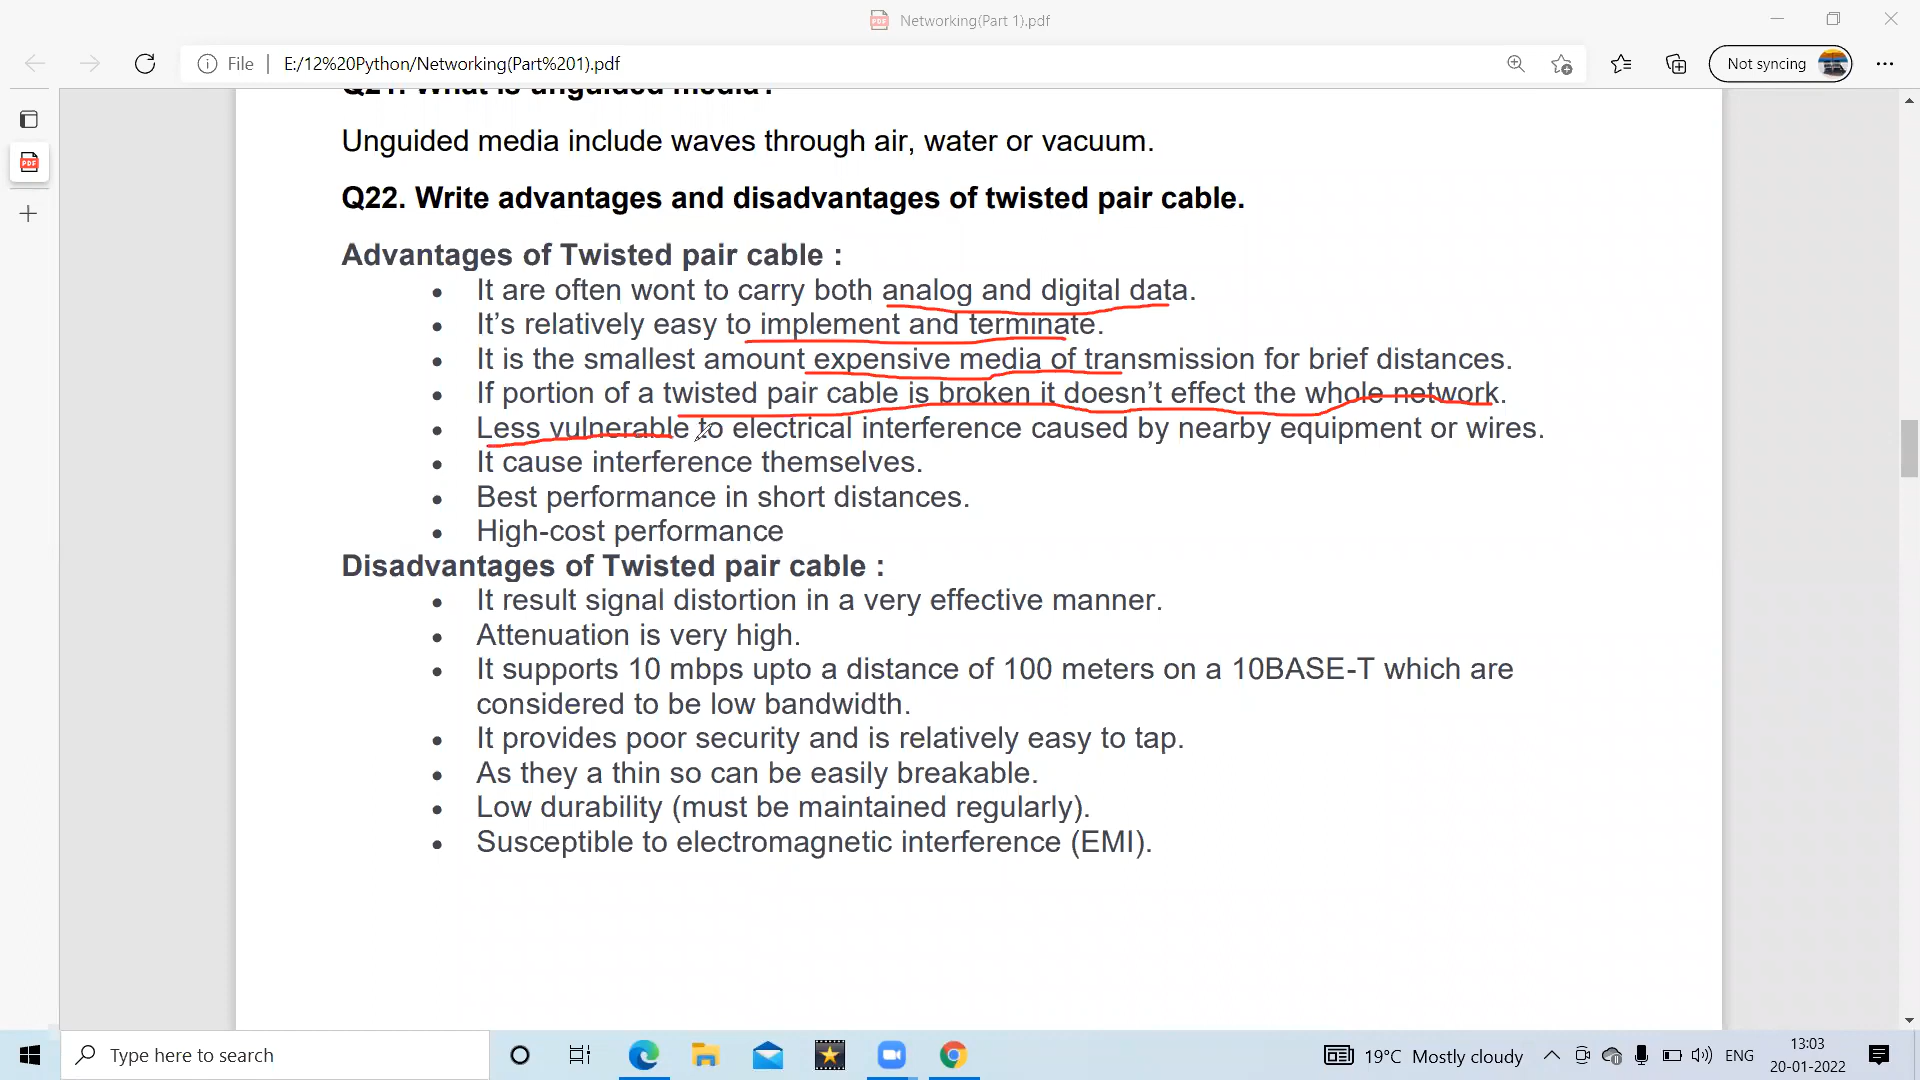 Networking(Part 1).pdf
File | E:/12%20Python/Networking(Part%201).pdf
Not syncing
Q21. What is unguided media?
Unguided media include waves through air, water or vacuum.
Q22. Write advantages and disadvantages of twisted pair cable.
Advantages of Twisted pair cable :
• It are often wont to carry both analog and digital data.
• It’s relatively easy to implement and terminate.
• It is the smallest amount expensive media of transmission for brief distances.
• If portion of a twisted pair cable is broken it doesn’t effect the whole network.
• Less vulnerable to electrical interference caused by nearby equipment or wires.
• It cause interference themselves.
• Best performance in short distances.
• High-cost performance
Disadvantages of Twisted pair cable :
• It result signal distortion in a very effective manner.
• Attenuation is very high.
• It supports 10 mbps upto a distance of 100 meters on a 10BASE-T which are
considered to be low bandwidth.
• It provides poor security and is relatively easy to tap.
• As they a thin so can be easily breakable.
• Low durability (must be maintained regularly).
• Susceptible to electromagnetic interference (EMI).
Type here to search
19°C Mostly cloudy
ENG
13:03
20-01-2022